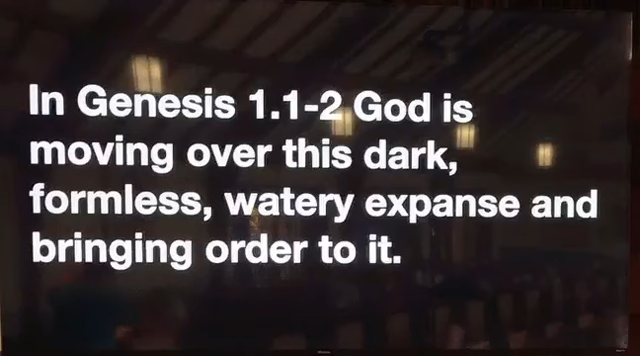 In Genesis 1.1-2 God is
moving over this dark,
formless, watery expanse and
bringing order to it.